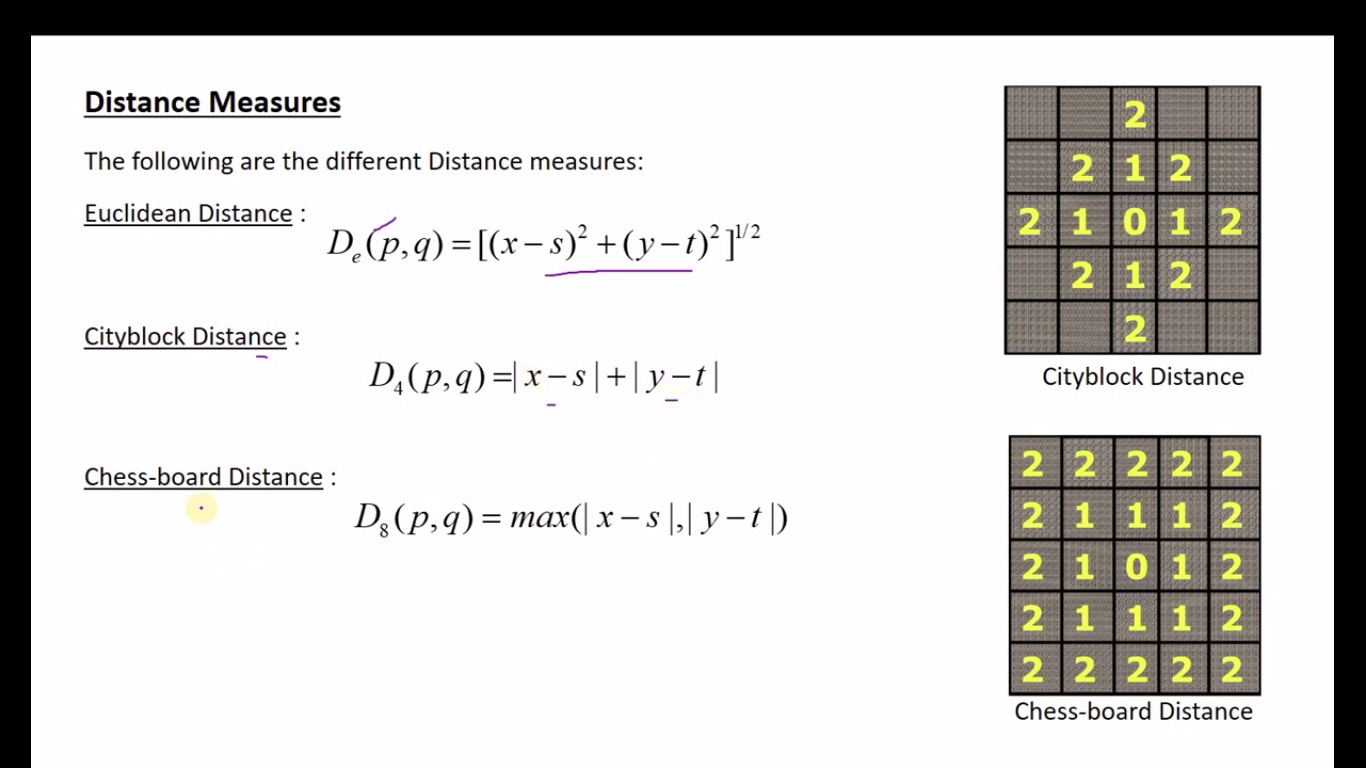 Distance Measures
The following are the different Distance measures:
Euclidean Distance :
D_e(p,q) = [(x − s)^2 + (y − t)^2]^{1/2}
Cityblock Distance :
D_4(p,q) =| x − s | + | y − t |
Chess-board Distance :
D_8(p,q) = max(| x − s |,| y − t |)
2
2 1 2
2 1 0 1 2
2 1 2
2
Cityblock Distance
2 2 2 2 2
2 1 1 1 2
2 1 0 1 2
2 1 1 1 2
2 2 2 2 2
Chess-board Distance